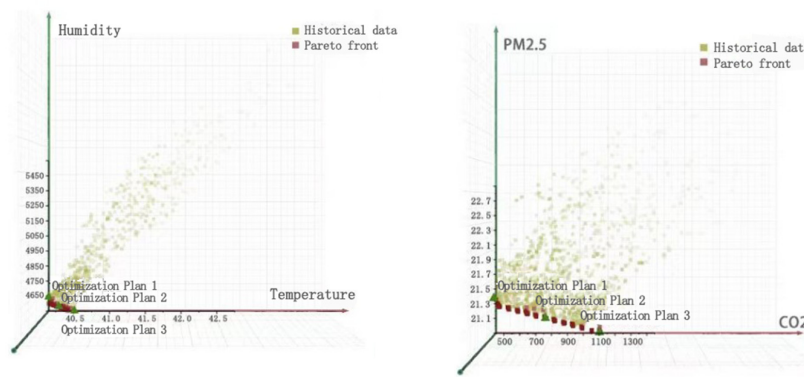 Humidity
Historical data
Pareto front
5450
5350
5250
5150
5050
4950
4850
4750
4650
Optimization Plan 1
Optimization Plan 2
Optimization Plan 3
Temperature
40.5 41.0 41.5 42.0 42.5
PM2.5
Historical dat
Pareto front
22.7
22.5
22.3
22.1
21.9
21.7
21.5
21.3
21.1
Optimization Plan 1
Optimization Plan 2
Optimization Plan 3
CO2
500 700 900 1100 1300